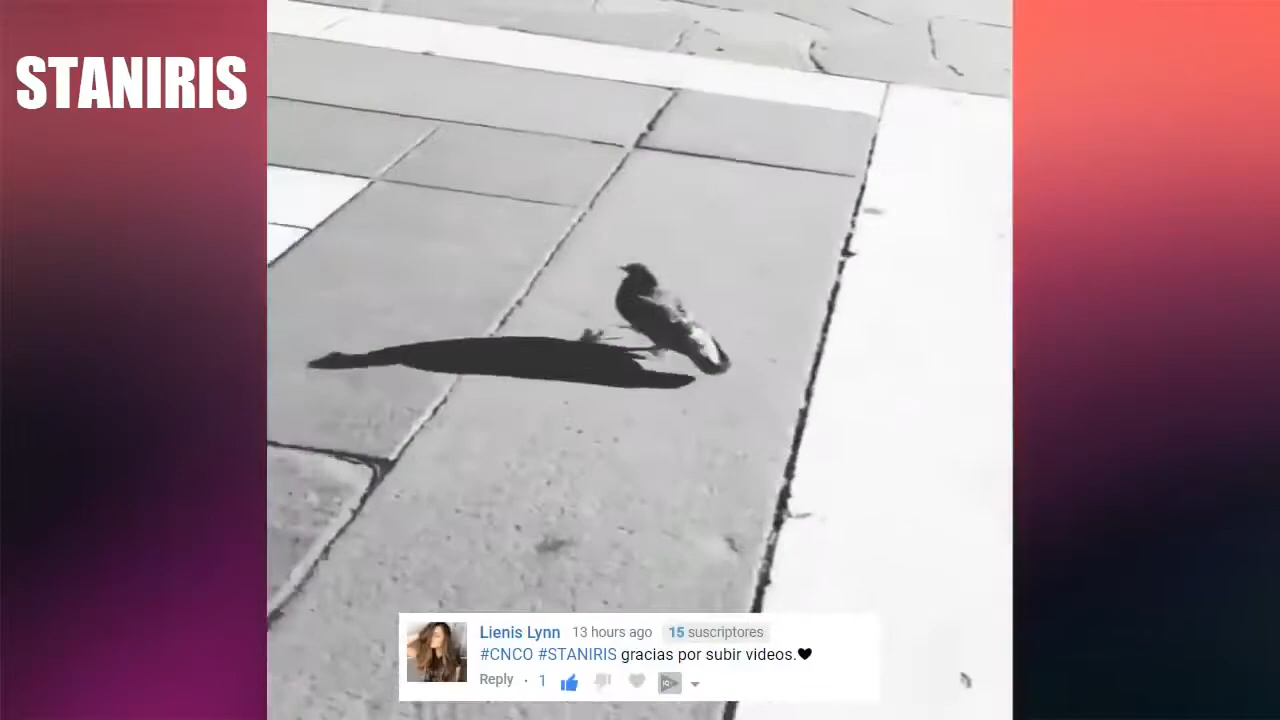 STANIRIS
Lienis Lynn 13 hours ago 15 suscriptores
#CNCO #STANIRIS gracias por subir videos.🖤
Reply · 1